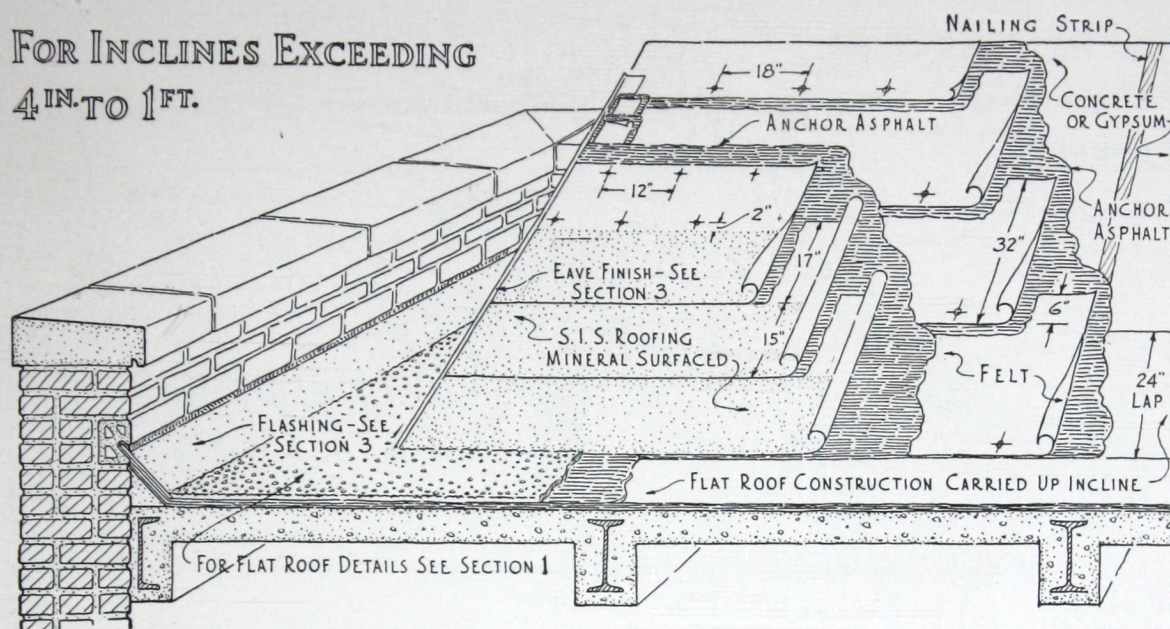 FOR INCLINES EXCEEDING
4 IN. TO 1 FT.
NAILING STRIP
18"
CONCRETE
OR GYPSUM
ANCHOR ASPHALT
12"
2"
ANCHOR
ASPHALT
32"
17"
EAVE FINISH-SEE
SECTION 3
6"
S.I.S. ROOFING
MINERAL SURFACED
15"
FELT
24"
LAP
FLASHING-SEE
SECTION 3
FLAT ROOF CONSTRUCTION CARRIED UP INCLINE
FOR FLAT ROOF DETAILS SEE SECTION 1